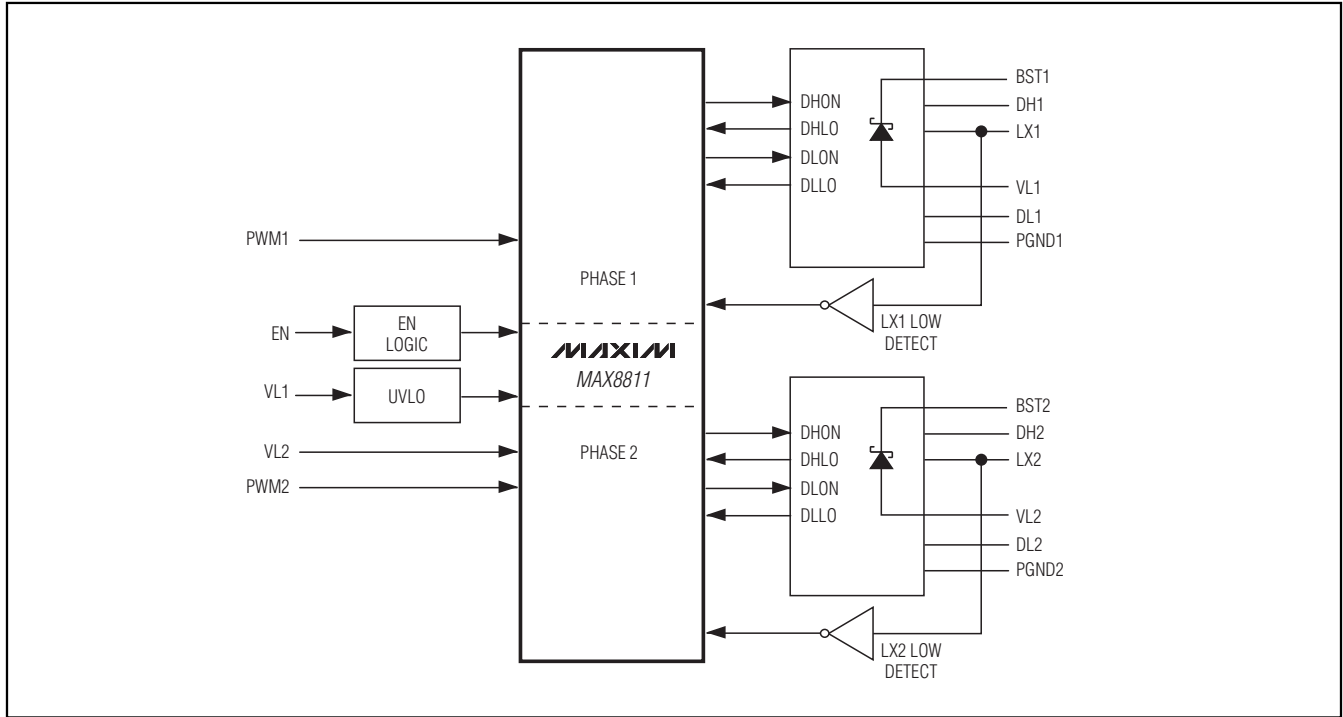 PWM1
EN
EN
LOGIC
VL1
UVLO
VL2
PWM2
PHASE 1
MAXIM
MAX8811
PHASE 2
DHON
DHLO
DLON
DLLO
BST1
DH1
LX1
VL1
DL1
PGND1
LX1 LOW
DETECT
DHON
DHLO
DLON
DLLO
BST2
DH2
LX2
VL2
DL2
PGND2
LX2 LOW
DETECT